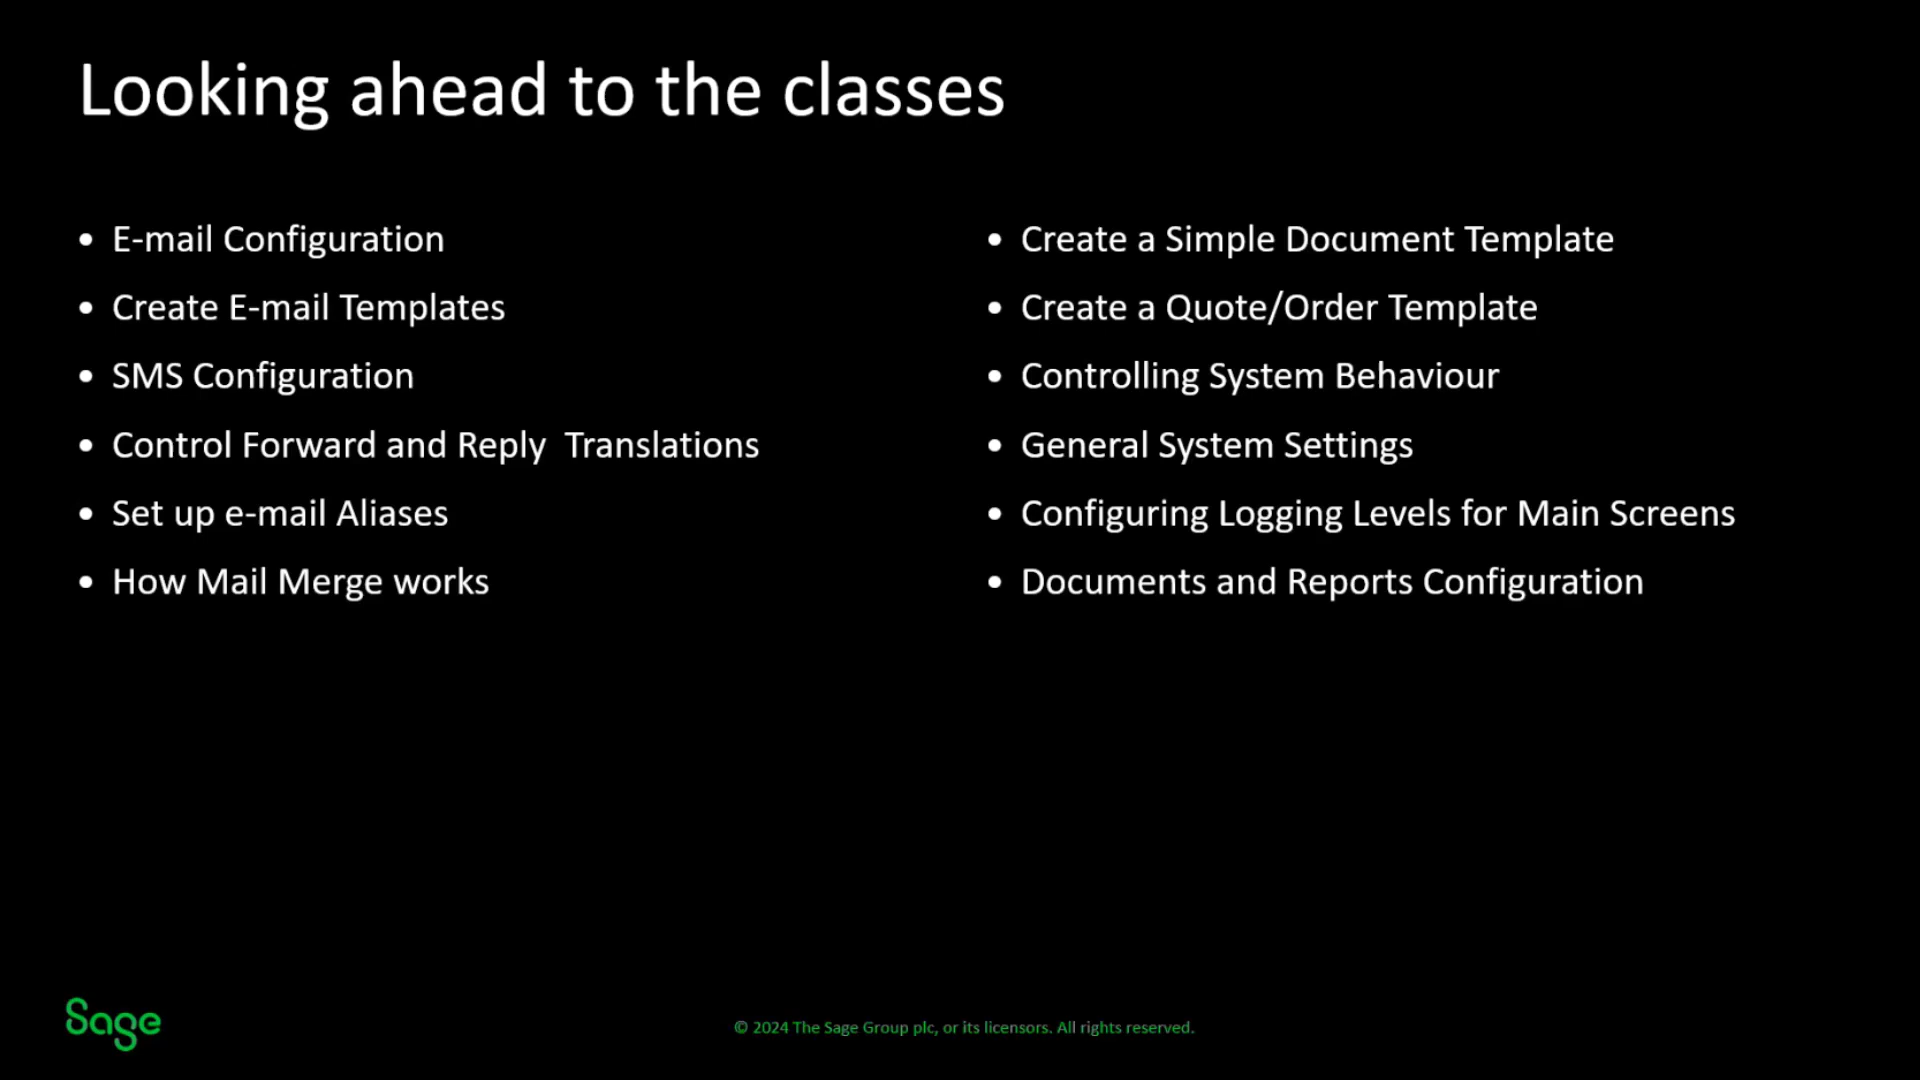 Looking ahead to the classes
• E-mail Configuration
• Create E-mail Templates
• SMS Configuration
• Control Forward and Reply  Translations
• Set up e-mail Aliases
• How Mail Merge works
• Create a Simple Document Template
• Create a Quote/Order Template
• Controlling System Behaviour
• General System Settings
• Configuring Logging Levels for Main Screens
• Documents and Reports Configuration
Sage
© 2024 The Sage Group plc, or its licensors. All rights reserved.